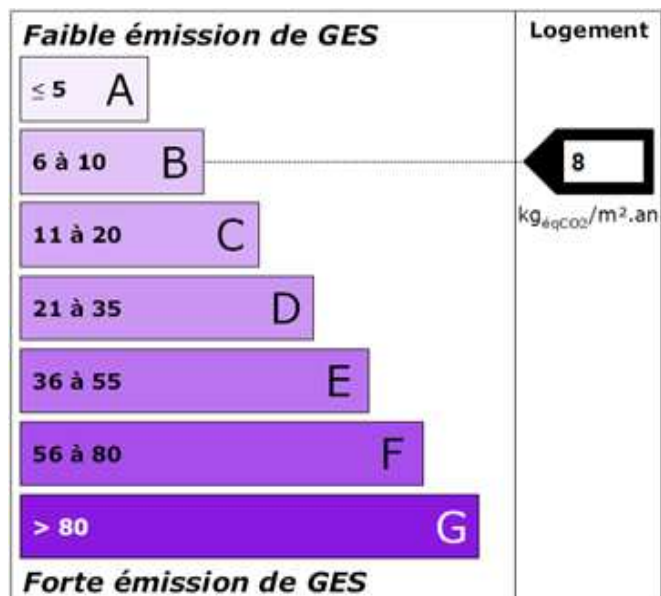 Faible émission de GES
Logement
≤ 5 A
6 à 10 B
8
kgéqCO2/m².an
11 à 20 C
21 à 35 D
36 à 55 E
56 à 80 F
> 80 G
Forte émission de GES